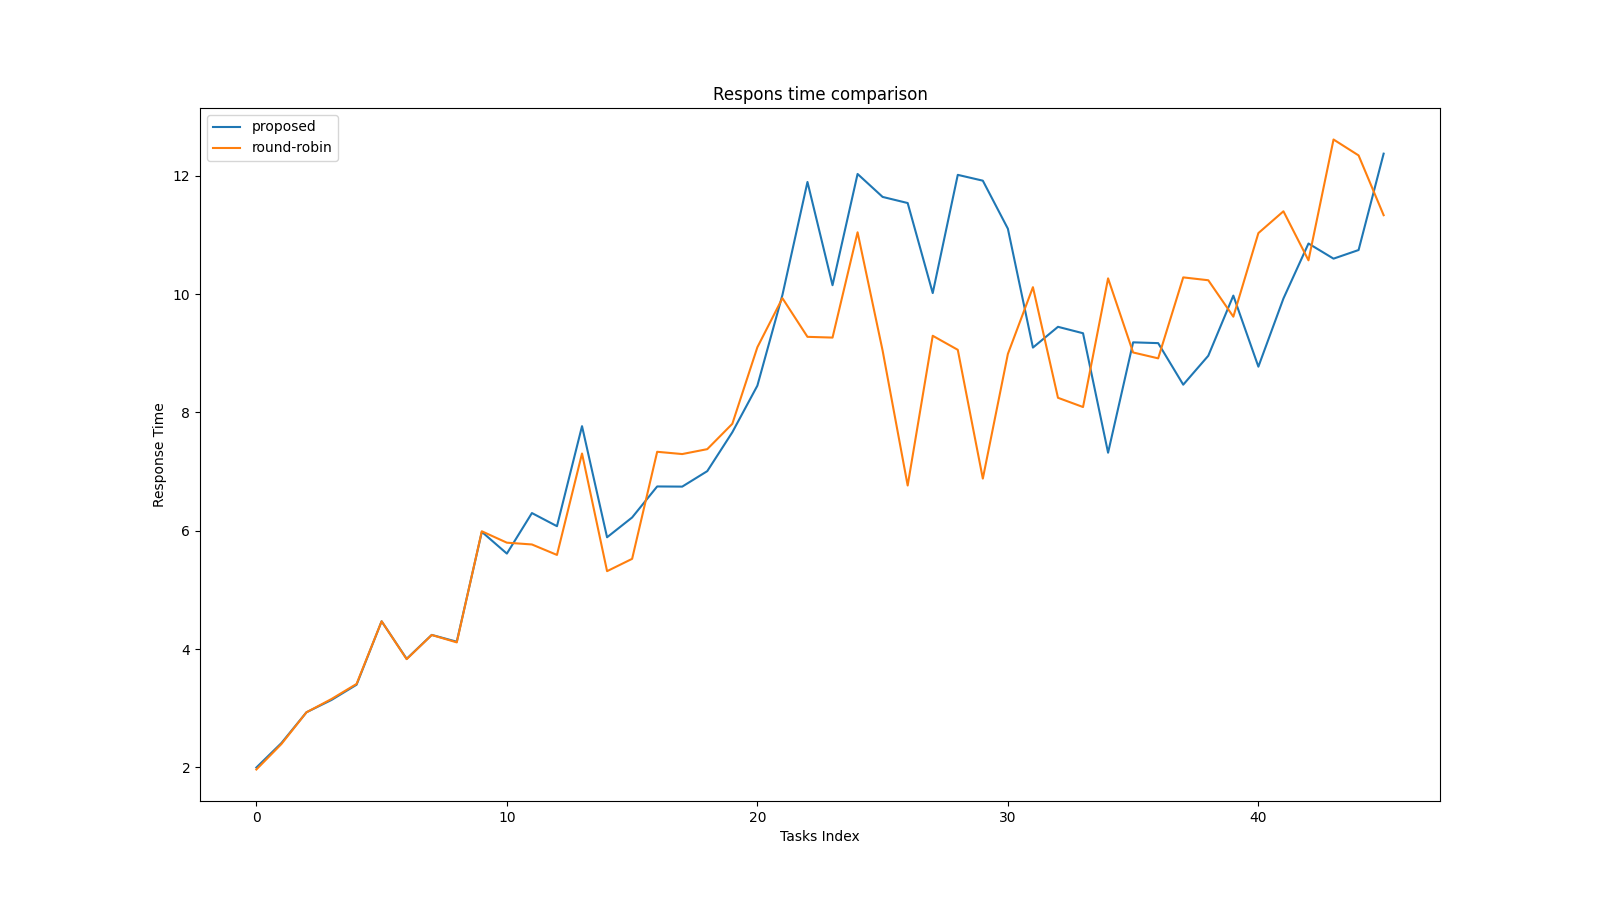 Respons time comparison
proposed
round-robin
12
10
8
6
4
2
Response Time
0
10
20
30
40
Tasks Index